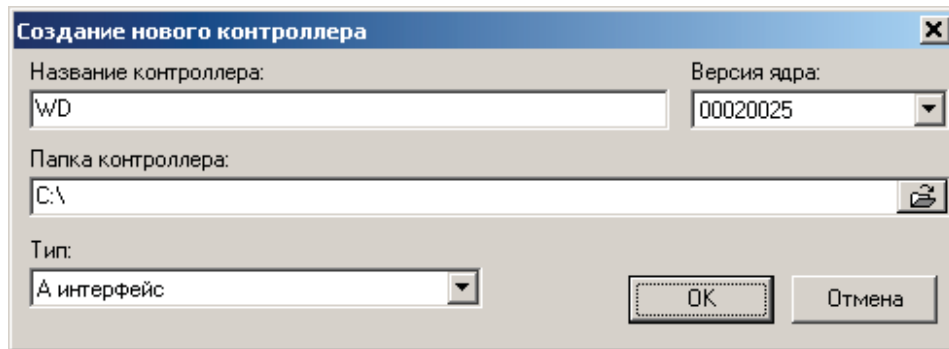 Создание нового контроллера
Название контроллера:
Версия ядра:
WD
00020025
Папка контроллера:
C:\
Тип:
А интерфейс
OK
Отмена